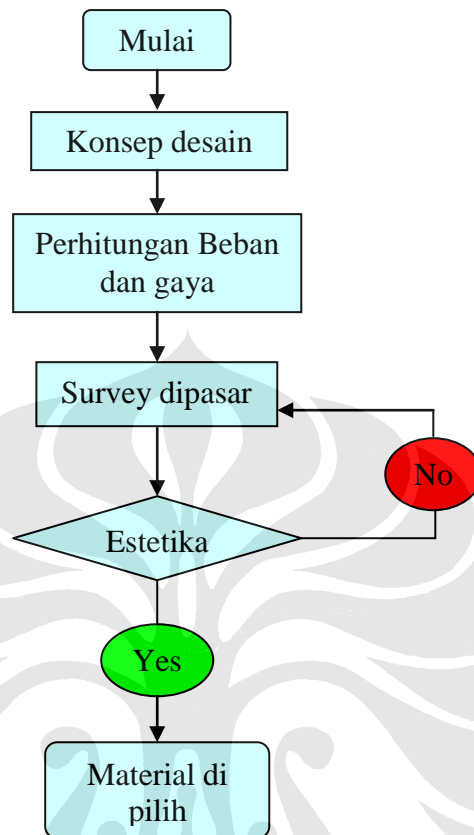 Mulai
Konsep desain
Perhitungan Beban
dan gaya
Survey dipasar
No
Estetika
Yes
Material di
pilih